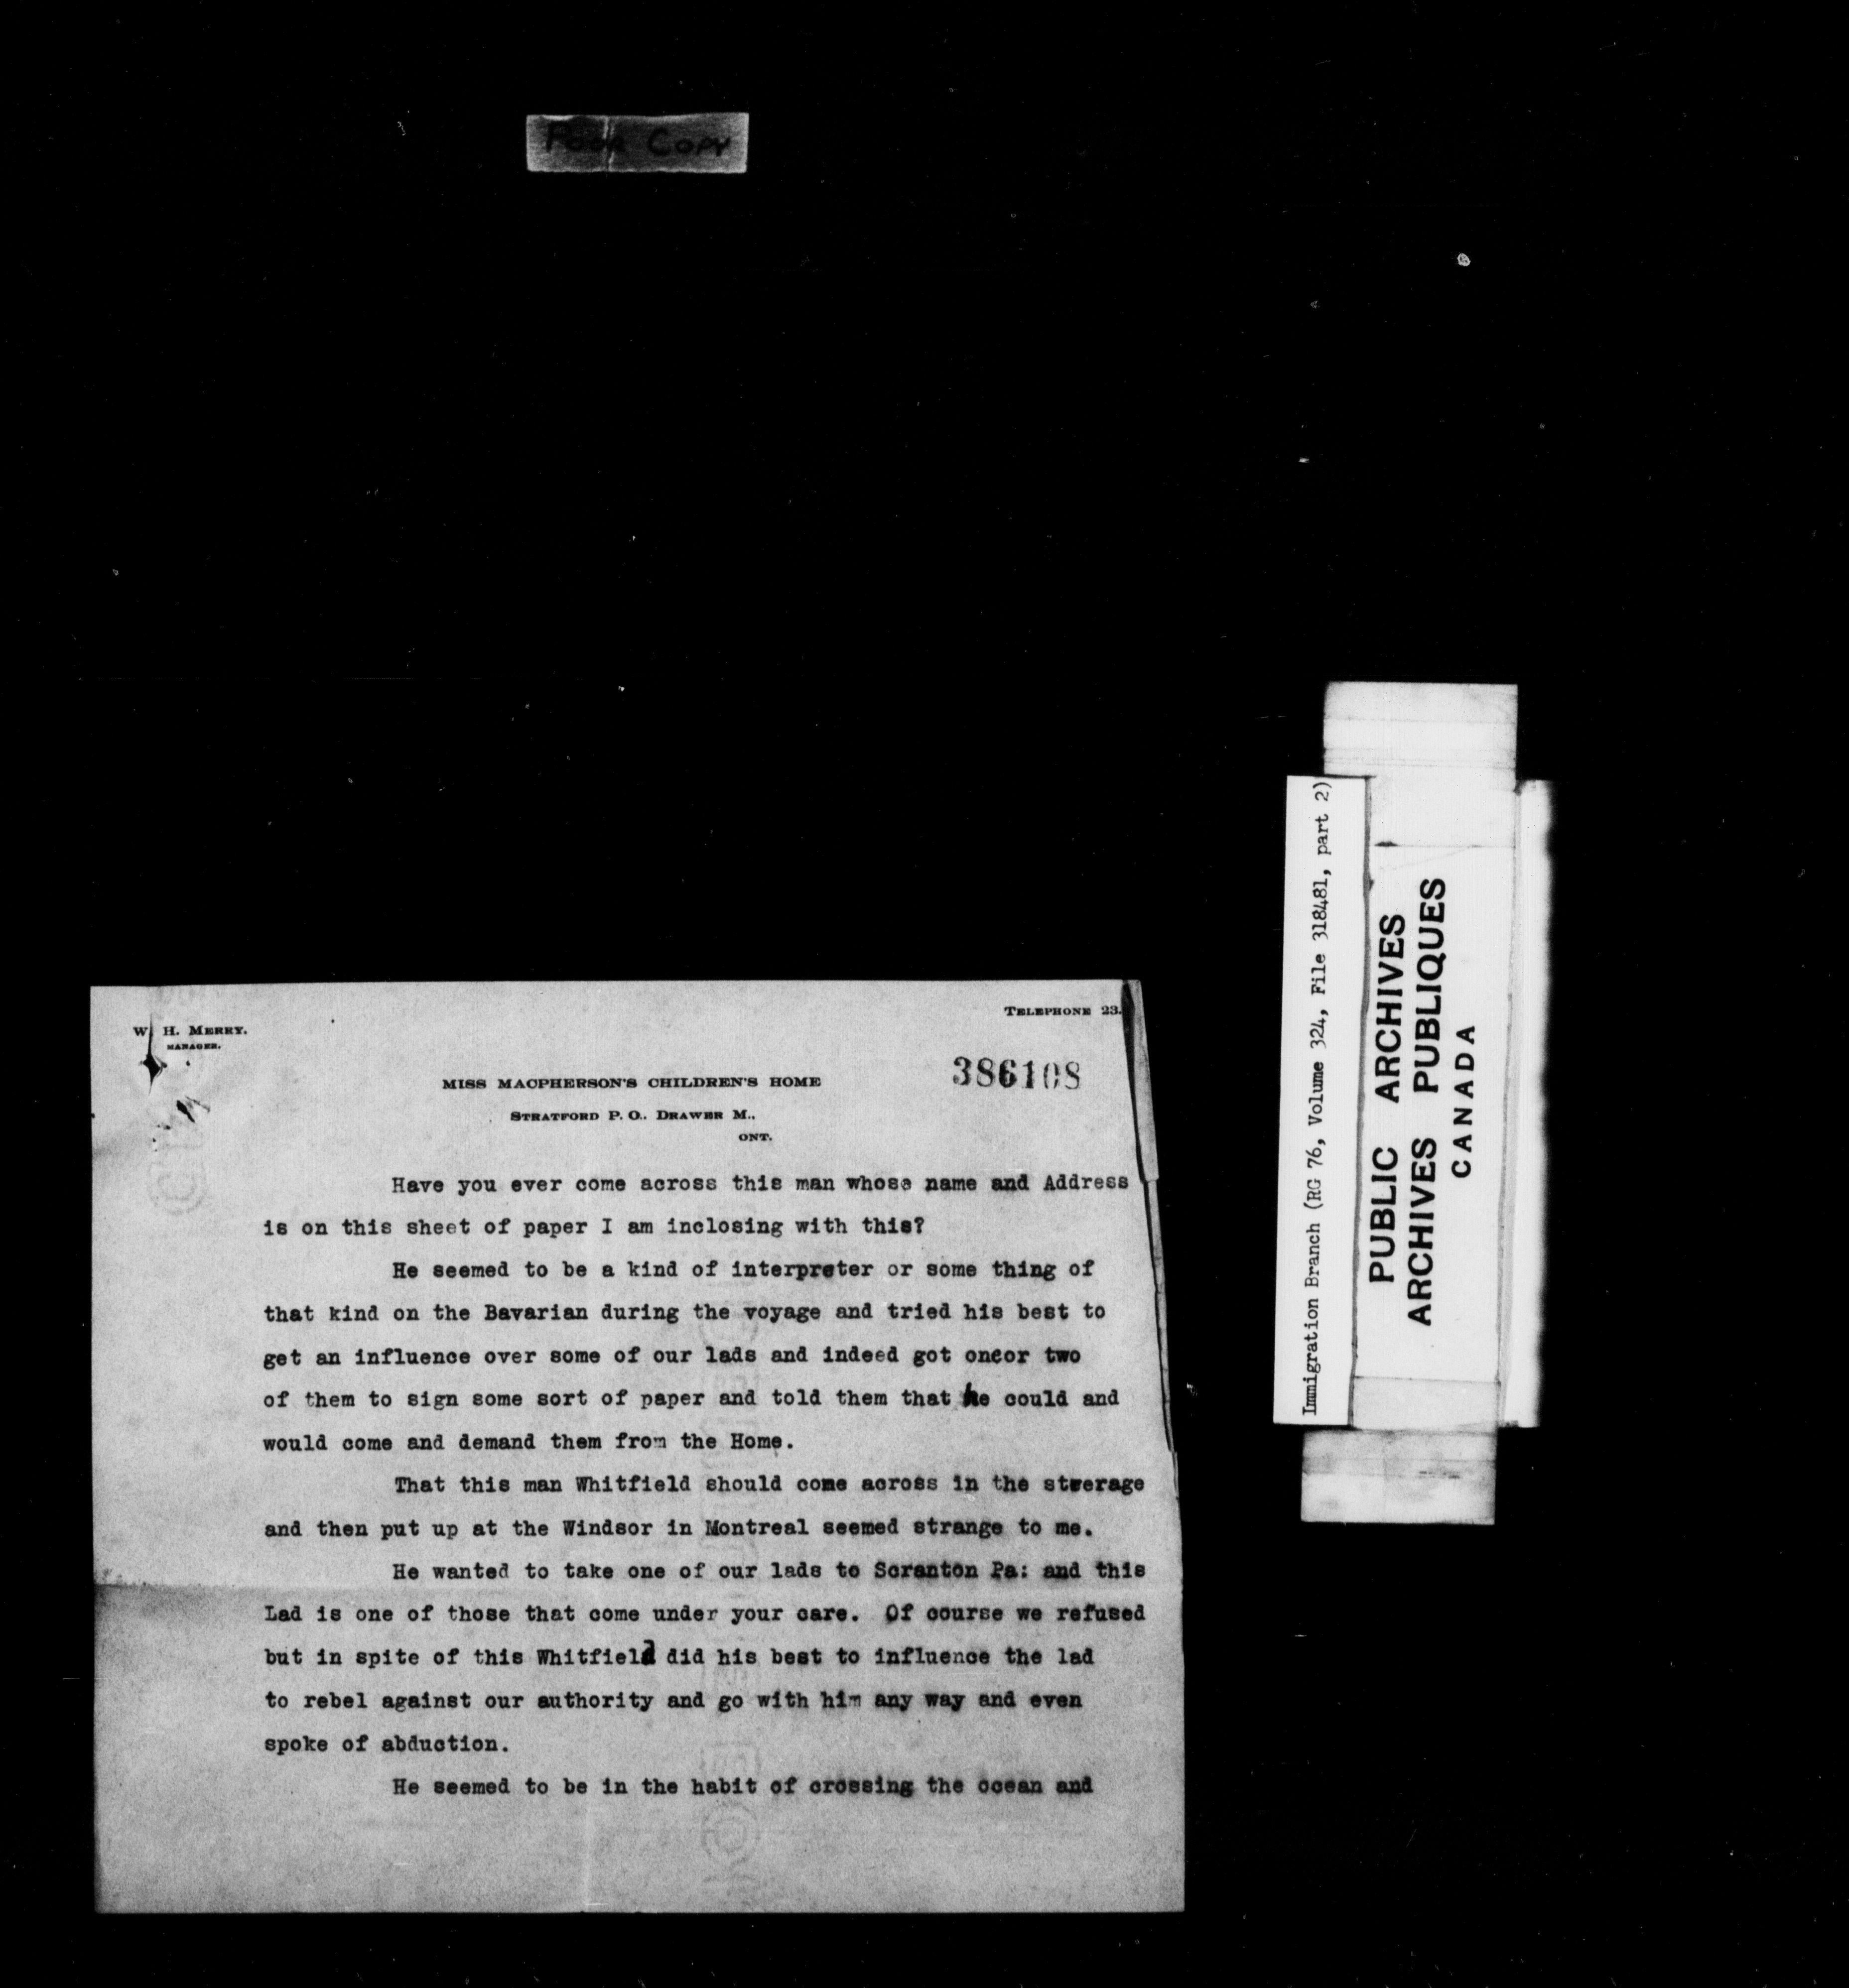 Poor Copy
W. H. Merry.
MANAGER.
Telephone 23.
386108
MISS MACPHERSON'S CHILDREN'S HOME
Stratford P. O., Drawer M.,
ONT.
Have you ever come across this man whose name and Address
is on this sheet of paper I am inclosing with this?
He seemed to be a kind of interpreter or some thing of
that kind on the Bavarian during the voyage and tried his best to
get an influence over some of our lads and indeed got oneor two
of them to sign some sort of paper and told them that he could and
would come and demand them from the Home.
That this man Whitfield should come across in the steerage
and then put up at the Windsor in Montreal seemed strange to me.
He wanted to take one of our lads to Scranton Pa: and this
Lad is one of those that come under your care. Of course we refused
but in spite of this Whitfield did his best to influence the lad
to rebel against our authority and go with him any way and even
spoke of abduction.
He seemed to be in the habit of crossing the ocean and
Immigration Branch (RG 76, Volume 324, File 318481, part 2)
PUBLIC ARCHIVES
ARCHIVES PUBLIQUES
CANADA